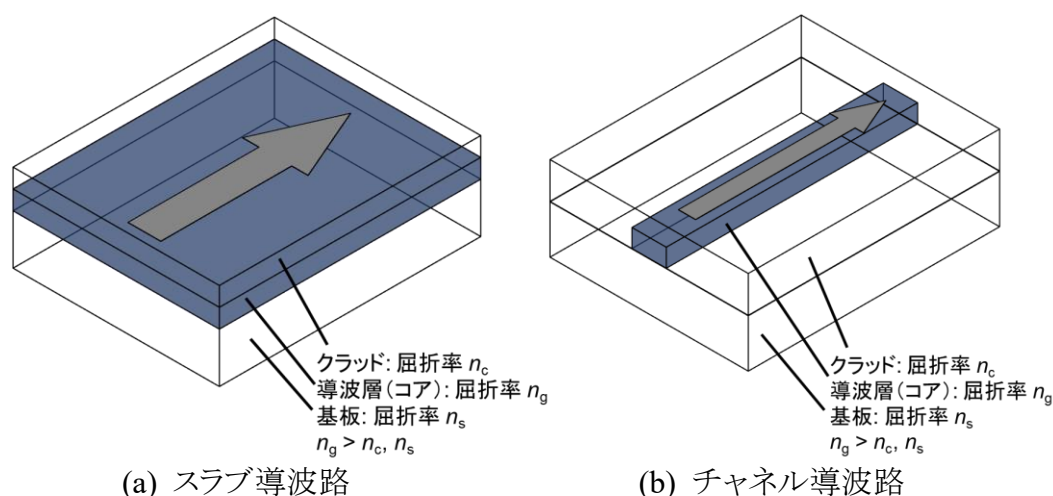 クラッド: 屈折率 nc
導波層(コア): 屈折率 ng
基板: 屈折率 ns
ng > nc, ns
(a) スラブ導波路
クラッド: 屈折率 nc
導波層(コア): 屈折率 ng
基板: 屈折率 ns
ng > nc, ns
(b) チャネル導波路